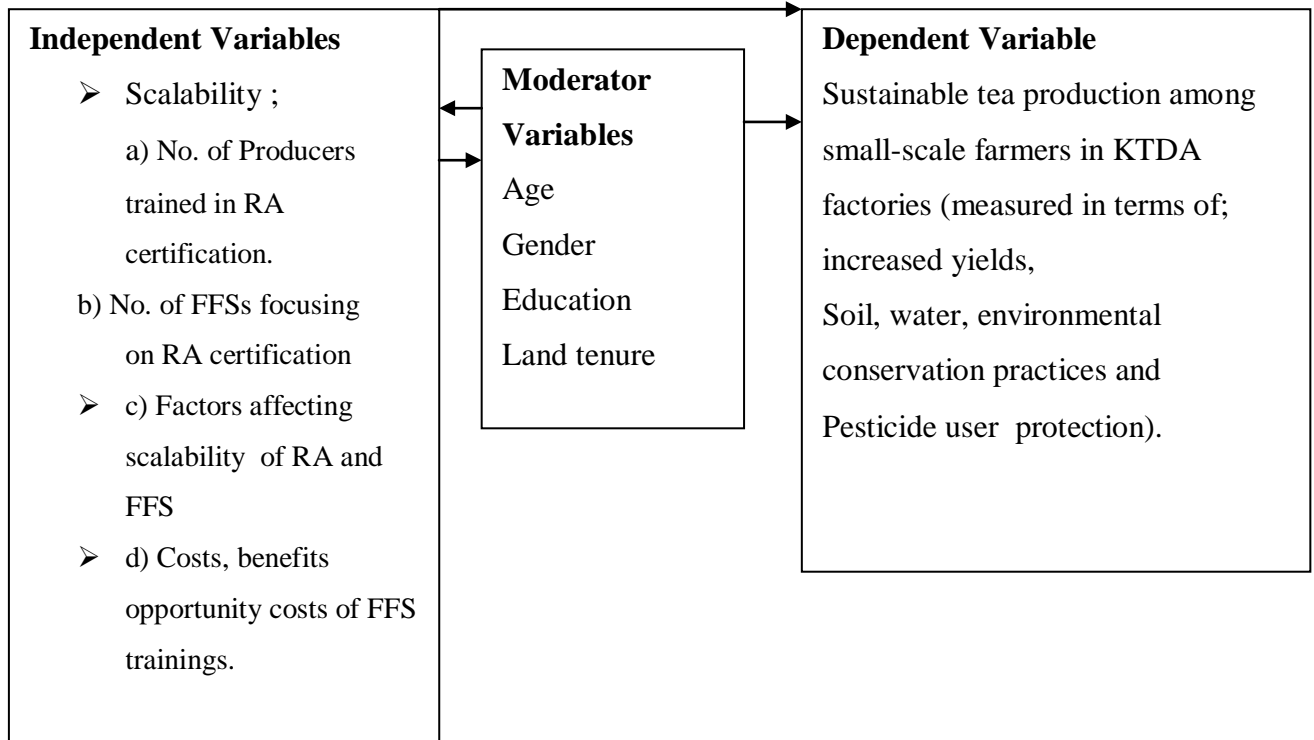 Independent Variables
➢ Scalability ;
a) No. of Producers
trained in RA
certification.
b) No. of FFSs focusing
on RA certification
➢ c) Factors affecting
scalability of RA and
FFS
➢ d) Costs, benefits
opportunity costs of FFS
trainings.
Moderator
Variables
Age
Gender
Education
Land tenure
Dependent Variable
Sustainable tea production among
small-scale farmers in KTDA
factories (measured in terms of;
increased yields,
Soil, water, environmental
conservation practices and
Pesticide user protection).